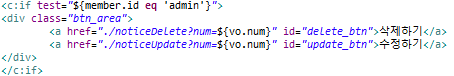 <c:if test="${member.id eq 'admin'}">
<div class="btn_area">
<a href="./noticeDelete?num=${vo.num}" id="delete_btn">삭제하기</a>
<a href="./noticeUpdate?num=${vo.num}" id="update_btn">수정하기</a>
</div>
</c:if>